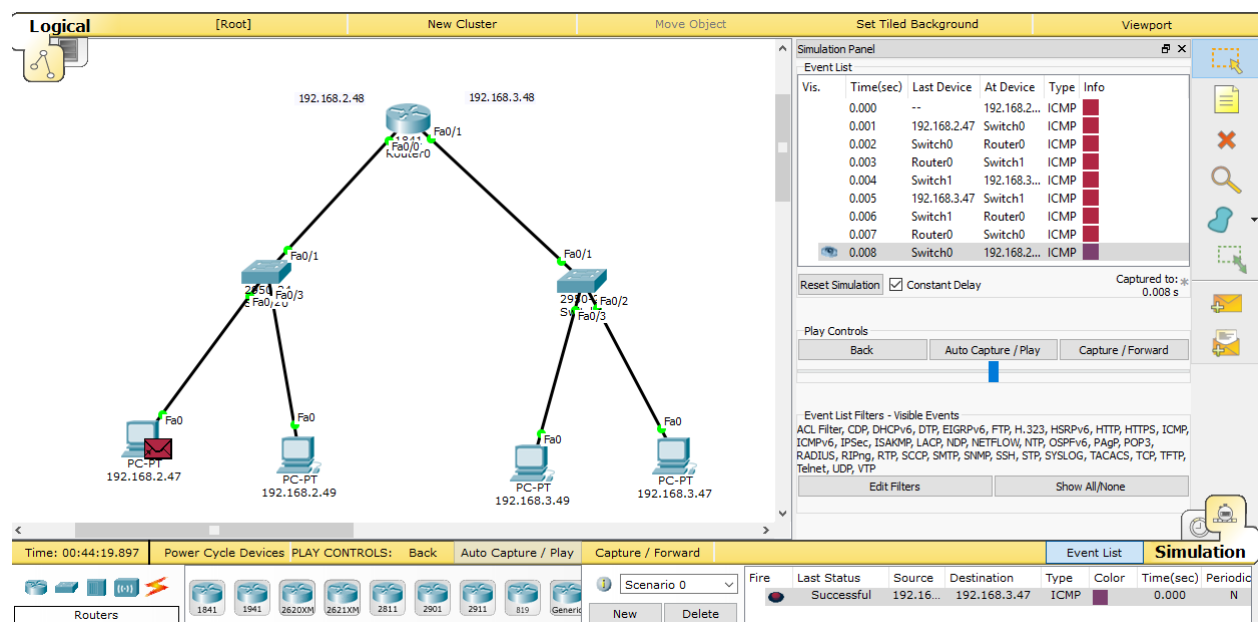 Logical [Root] New Cluster Move Object Set Tiled Background Viewport
192.168.2.48 192.168.3.48
Fa0/1
Fa0/0
Router0
Fa0/1
Fa0/3
Fa0/1
Fa0/2
Fa0/3
Fa0
Fa0
Fa0
Fa0
PC-PT
192.168.2.47
PC-PT
192.168.2.49
PC-PT
192.168.3.49
PC-PT
192.168.3.47
Simulation Panel
Event List
Vis. Time(sec) Last Device At Device Type Info
0.000 -- 192.168.2... ICMP
0.001 192.168.2.47 Switch0 ICMP
0.002 Switch0 Router0 ICMP
0.003 Router0 Switch1 ICMP
0.004 Switch1 192.168.3... ICMP
0.005 192.168.3.47 Switch1 ICMP
0.006 Switch1 Router0 ICMP
0.007 Router0 Switch0 ICMP
0.008 Switch0 192.168.2... ICMP
Reset Simulation Constant Delay Captured to: *
0.008 s
Play Controls
Back Auto Capture / Play Capture / Forward
Event List Filters - Visible Events
ACL Filter, CDP, DHCPv6, DTP, EIGRPv6, FTP, H.323, HSRPv6, HTTP, HTTPS, ICMP,
ICMPv6, IPSec, ISAKMP, LACP, NDP, NETFLOW, NTP, OSPFv6, PAgP, POP3,
RADIUS, RIPng, RTP, SCCP, SMTP, SNMP, SSH, STP, SYSLOG, TACACS, TCP, TFTP,
Telnet, UDP, VTP
Edit Filters Show All/None
Time: 00:44:19.897 Power Cycle Devices PLAY CONTROLS: Back Auto Capture / Play Capture / Forward Event List Simulation
Routers
1841 1941 2620XM 2621XM 2811 2901 2911 819 Generic
Scenario 0
New Delete
Fire Last Status Source Destination Type Color Time(sec) Periodic
Successful 192.16... 192.168.3.47 ICMP 0.000 N